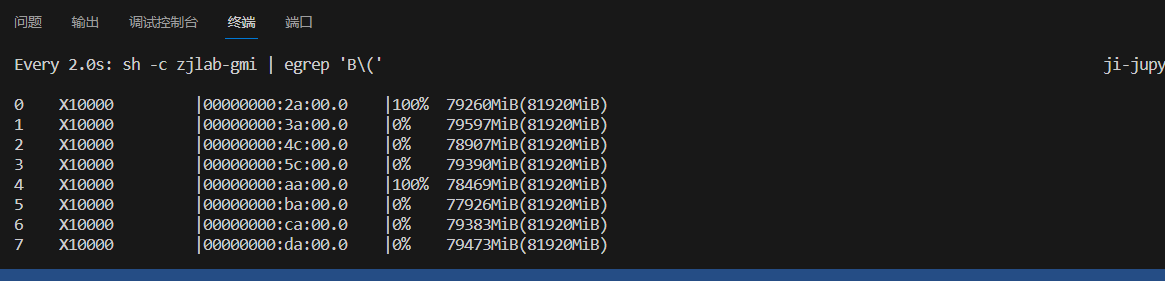 问题 输出 调试控制台 终端 端口
Every 2.0s: sh -c zjlab-gmi | egrep 'B\(' ji-jupy
0 X10000 |00000000:2a:00.0 |100% 79260MiB(81920MiB)
1 X10000 |00000000:3a:00.0 |0% 79597MiB(81920MiB)
2 X10000 |00000000:4c:00.0 |0% 78907MiB(81920MiB)
3 X10000 |00000000:5c:00.0 |0% 79390MiB(81920MiB)
4 X10000 |00000000:aa:00.0 |100% 78469MiB(81920MiB)
5 X10000 |00000000:ba:00.0 |0% 77926MiB(81920MiB)
6 X10000 |00000000:ca:00.0 |0% 79383MiB(81920MiB)
7 X10000 |00000000:da:00.0 |0% 79473MiB(81920MiB)